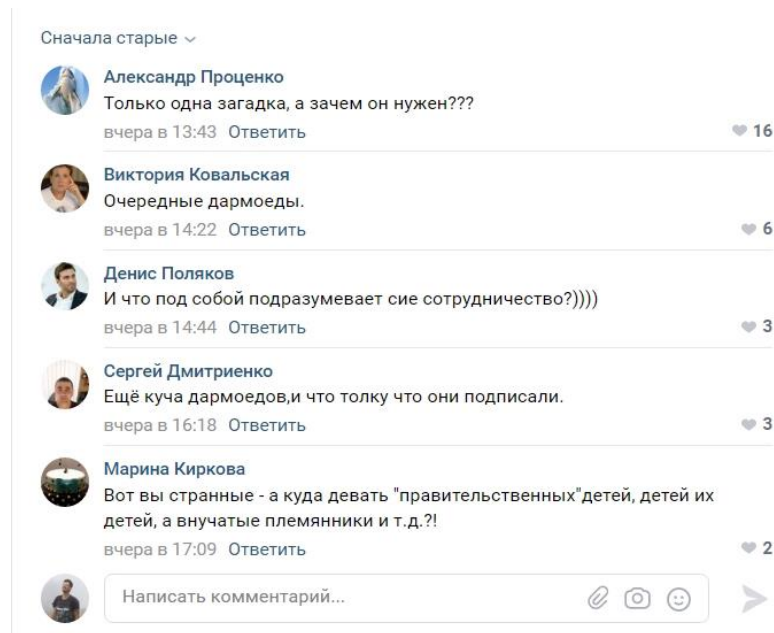 Сначала старые
Александр Проценко
Только одна загадка, а зачем он нужен???
вчера в 13:43 Ответить
16
Виктория Ковальская
Очередные дармоеды.
вчера в 14:22 Ответить
6
Денис Поляков
И что под собой подразумевает сие сотрудничество?))))
вчера в 14:44 Ответить
3
Сергей Дмитриенко
Ещё куча дармоедов,и что толку что они подписали.
вчера в 16:18 Ответить
3
Марина Киркова
Вот вы странные - а куда девать "правительственных"детей, детей их
детей, а внучатые племянники и т.д.?!
вчера в 17:09 Ответить
2
Написать комментарий...